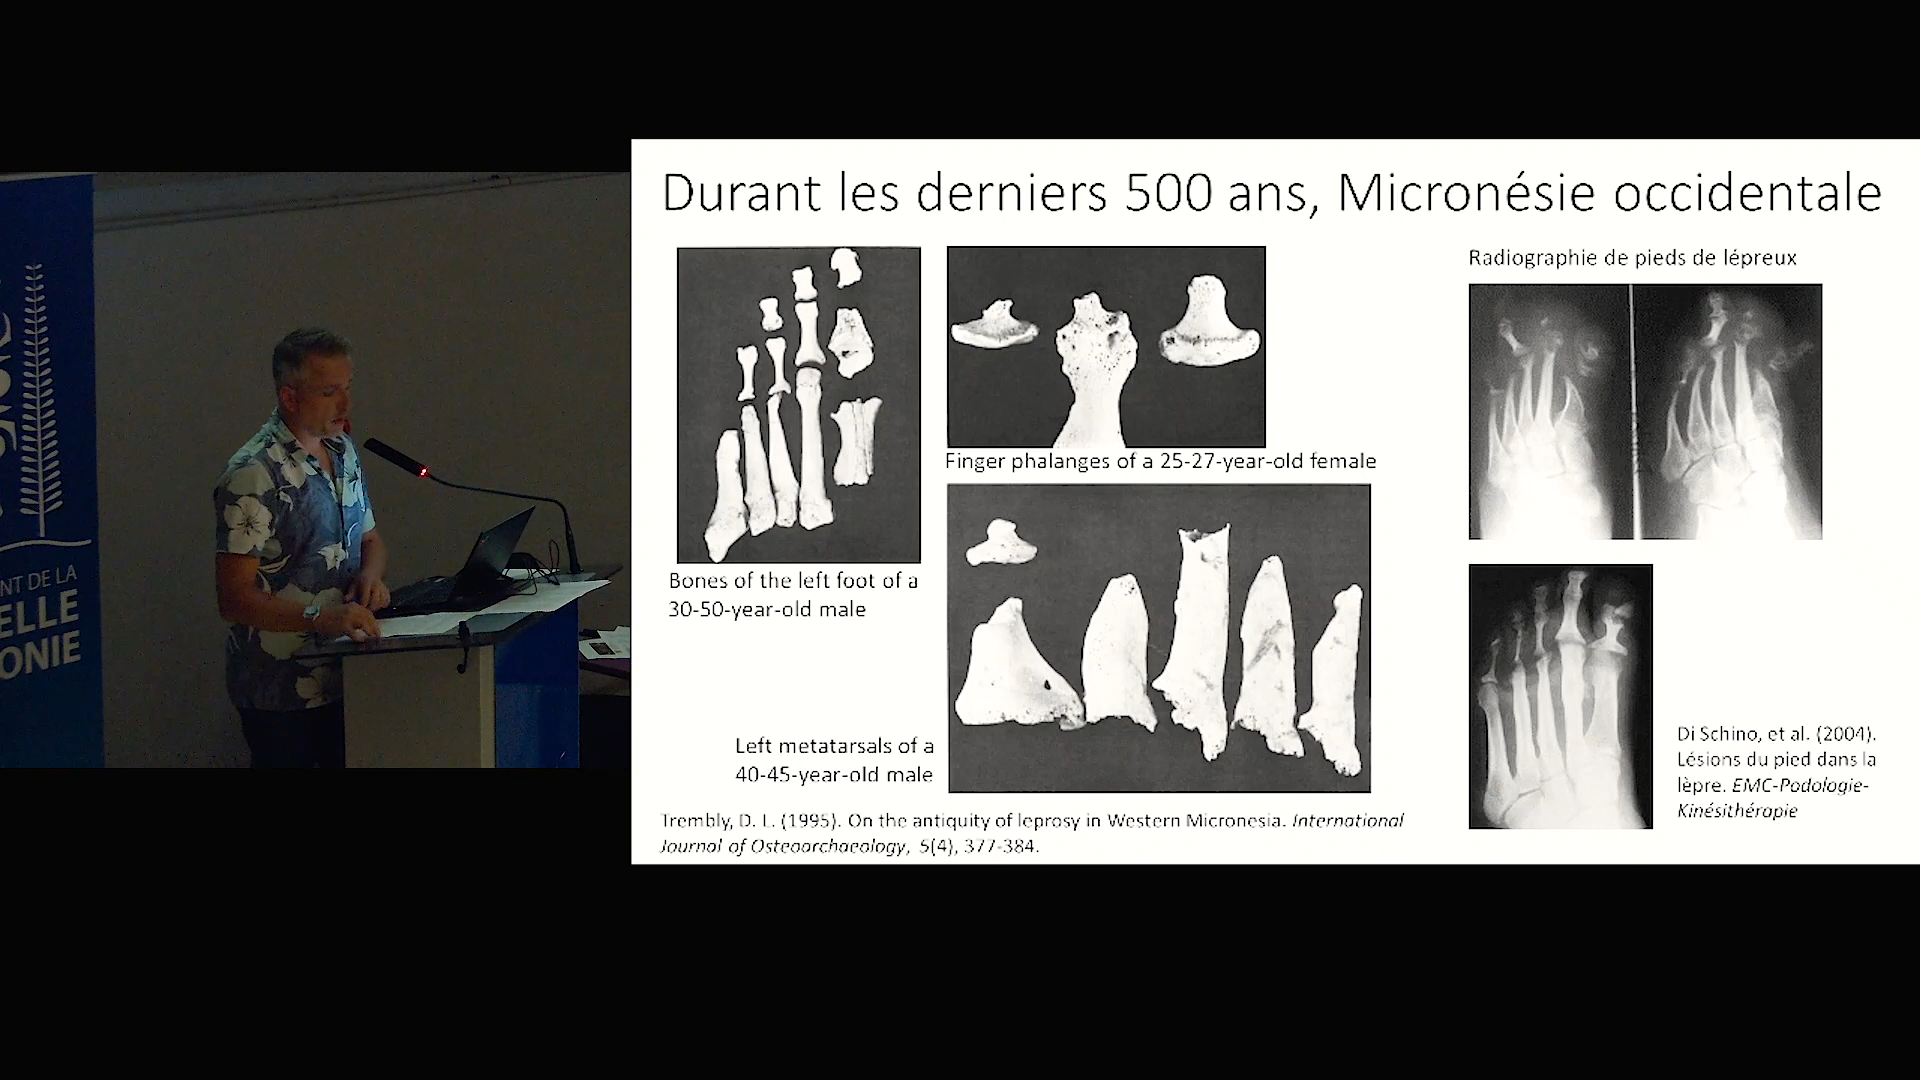 NT DE LA
ELLE
ONIE
Durant les derniers 500 ans, Micronésie occidentale
Bones of the left foot of a
30-50-year-old male
Finger phalanges of a 25-27-year-old female
Left metatarsals of a
40-45-year-old male
Trembly, D. L. (1995). On the antiquity of leprosy in Western Micronesia. International
Journal of Osteoarchaeology, 5(4), 377-384.
Radiographie de pieds de lépreux
Di Schino, et al. (2004).
Lésions du pied dans la
lèpre. EMC-Podologie-
Kinésithérapie